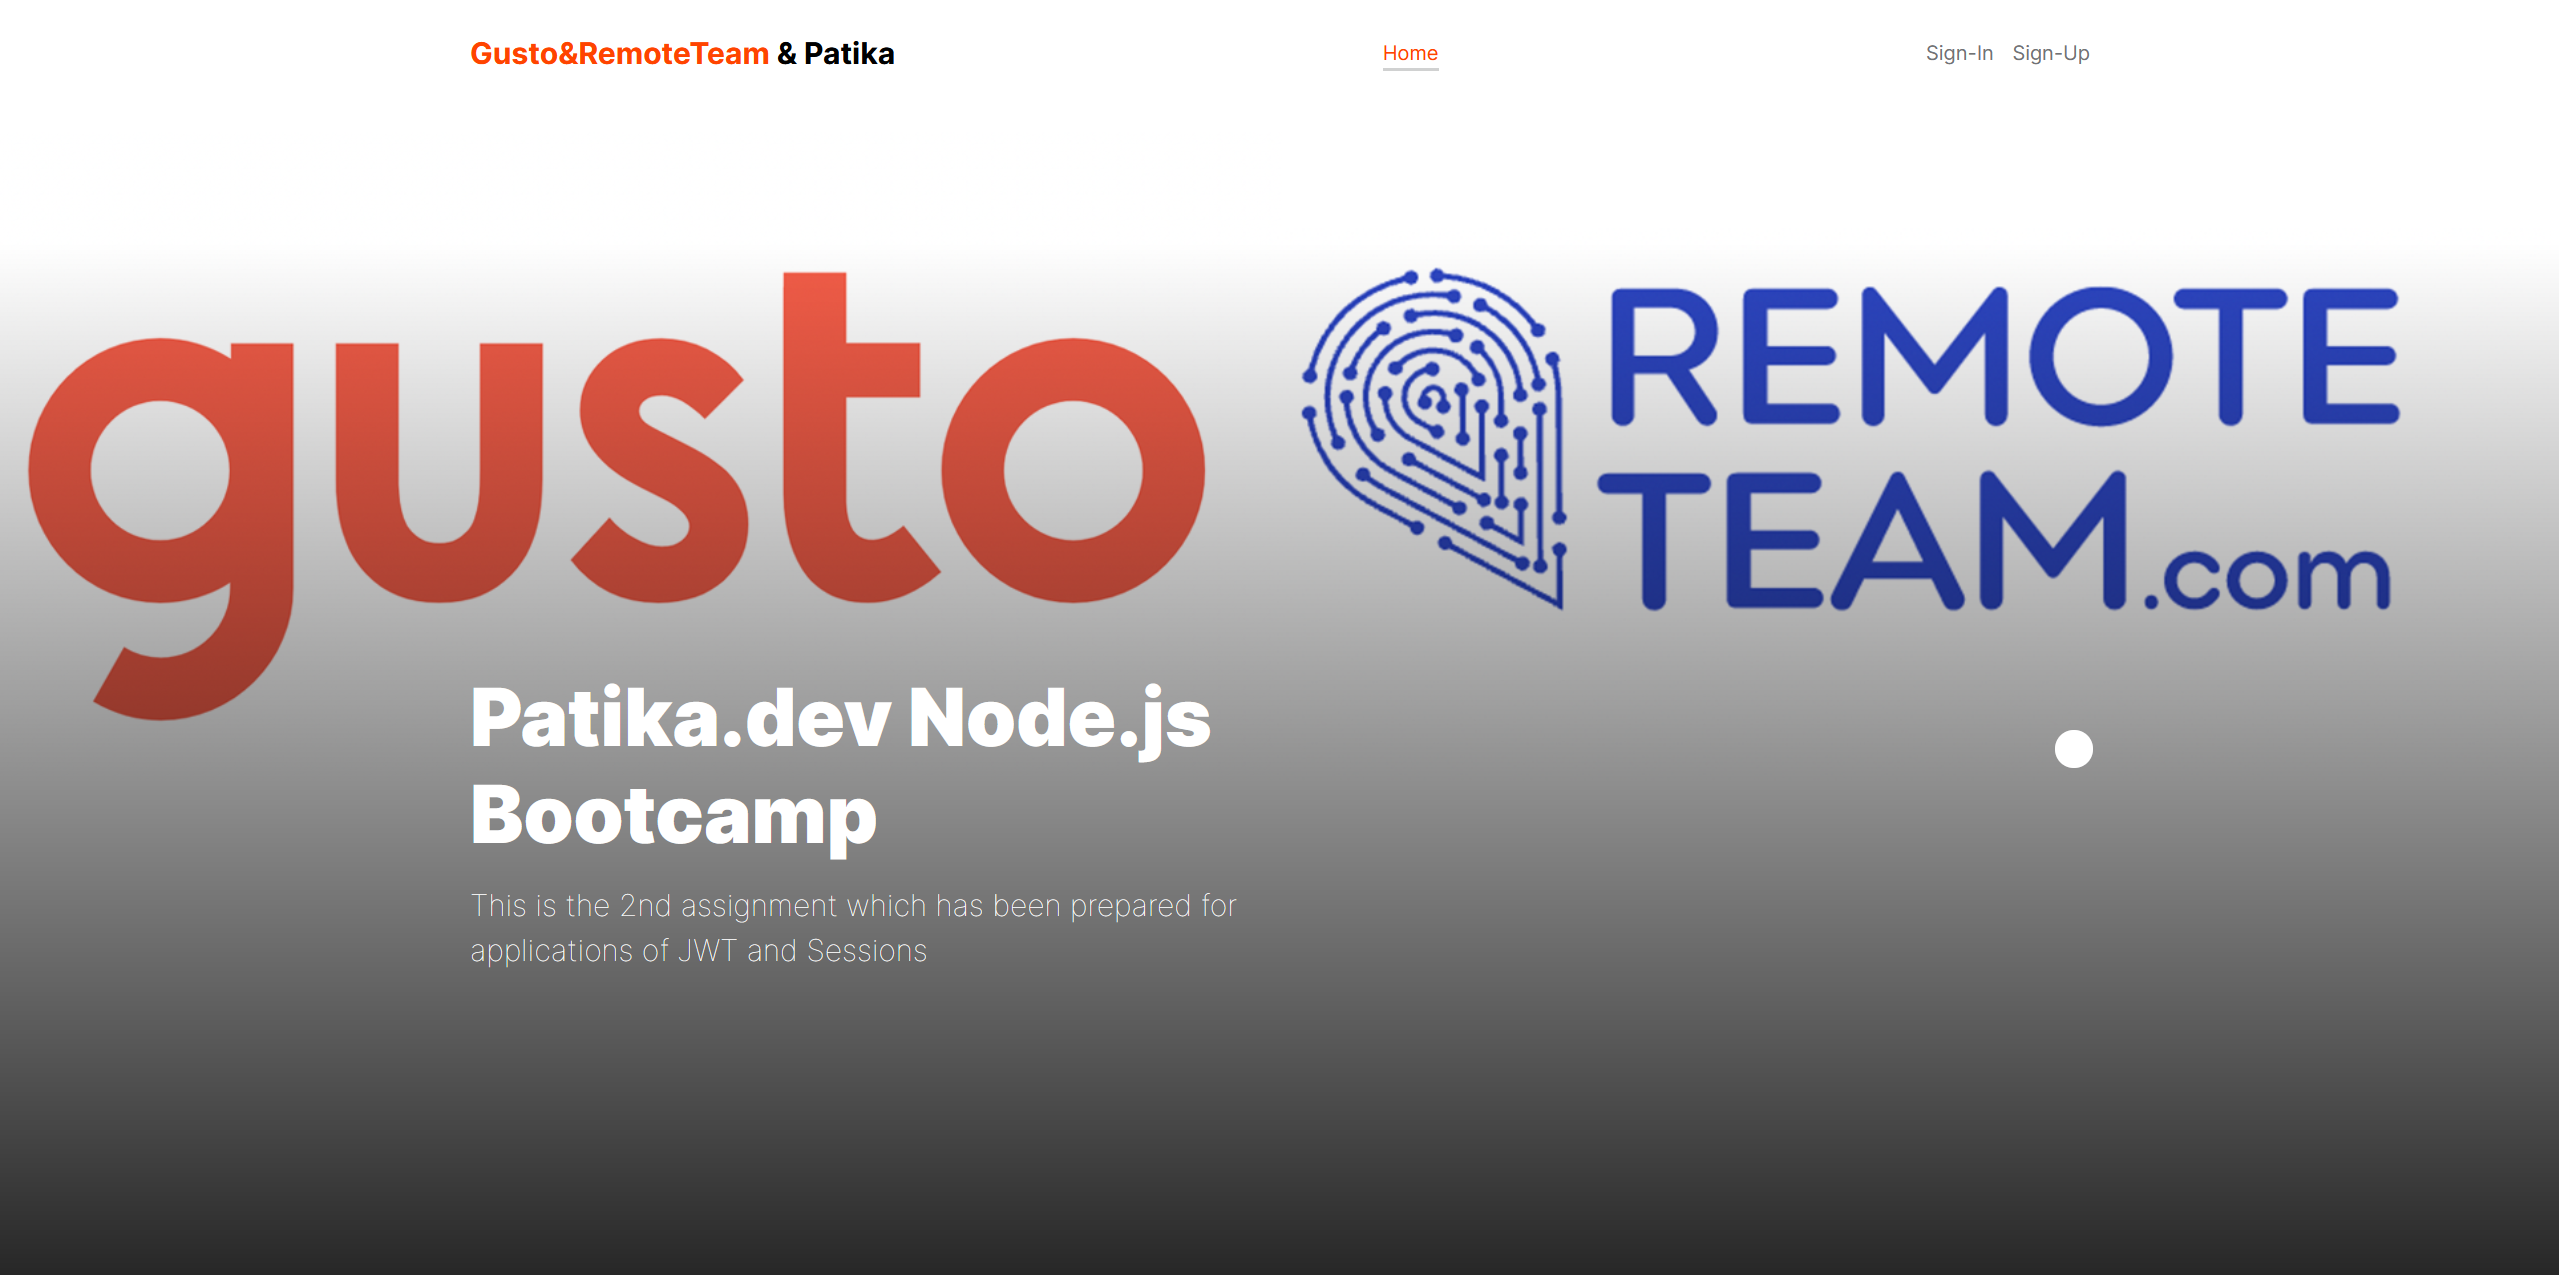 Gusto&RemoteTeam & Patika
Home
Sign-In Sign-Up
gusto
REMOTE
TEAM.com
Patika.dev Node.js
Bootcamp
This is the 2nd assignment which has been prepared for
applications of JWT and Sessions